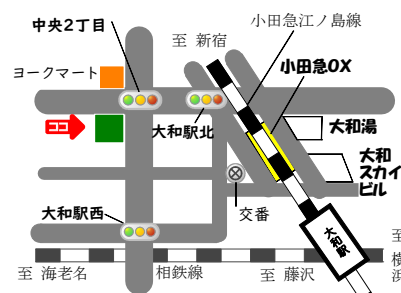 中央2丁目
小田急江ノ島線
至 新宿
小田急OX
ヨークマート
ココ
大和駅北
大和湯
大和
スカイ
ビル
大和駅西
交番
大和駅
至
横
浜
至 海老名
相鉄線
至 藤沢